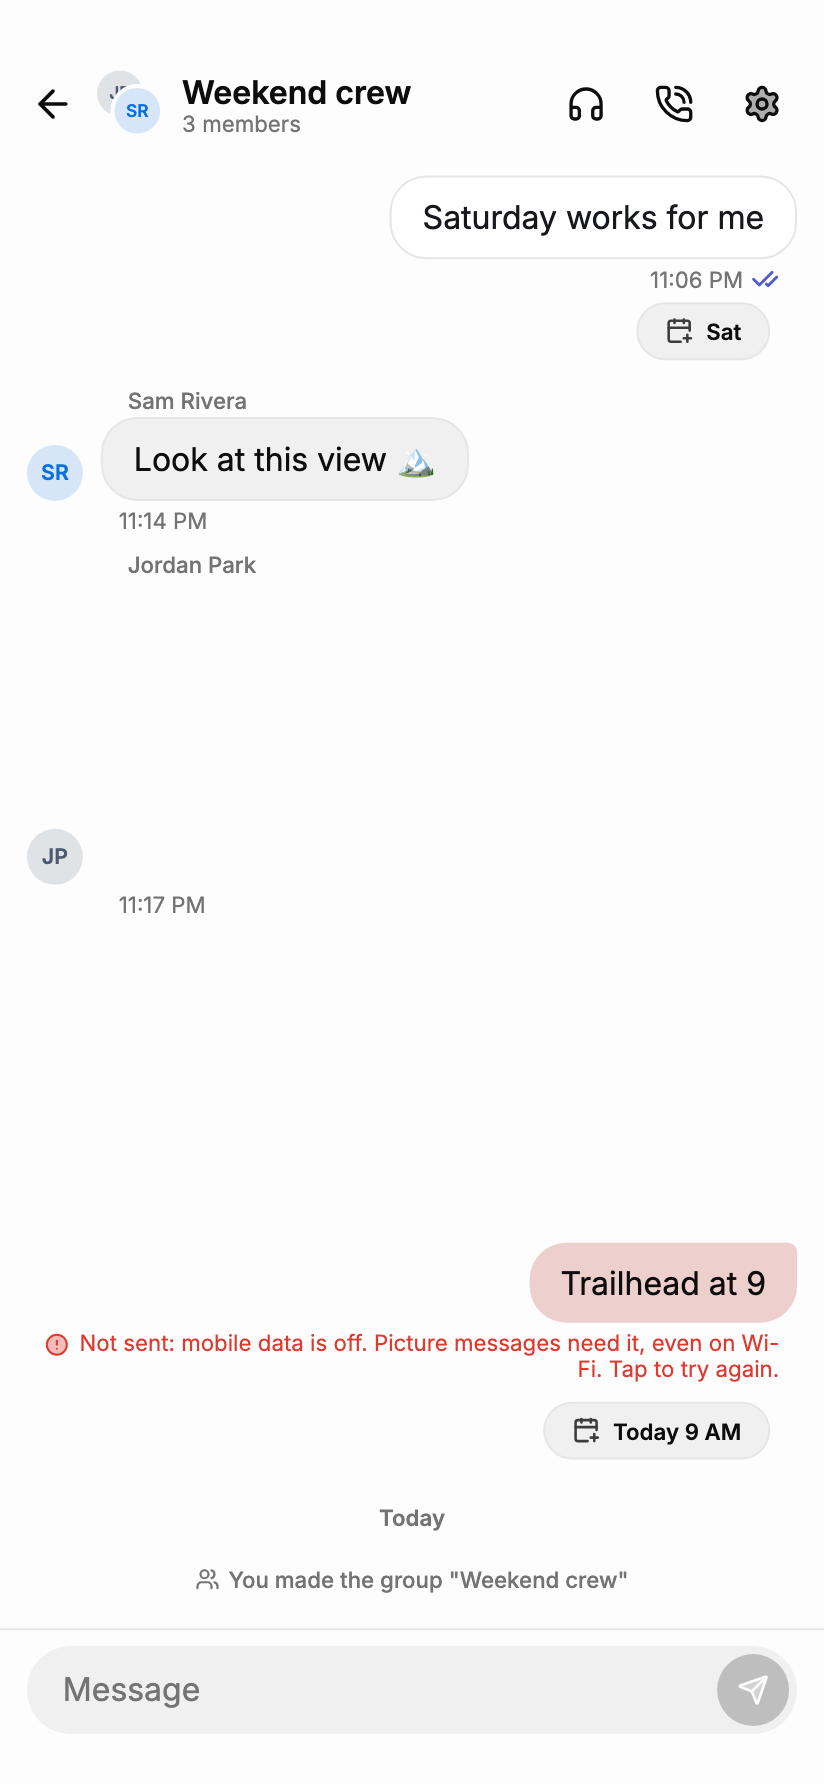 Weekend crew
3 members
SR
Saturday works for me
11:06 PM
Sat
Sam Rivera
SR
Look at this view
11:14 PM
Jordan Park
JP
11:17 PM
Trailhead at 9
Not sent: mobile data is off. Picture messages need it, even on Wi-
Fi. Tap to try again.
Today 9 AM
Today
You made the group "Weekend crew"
Message